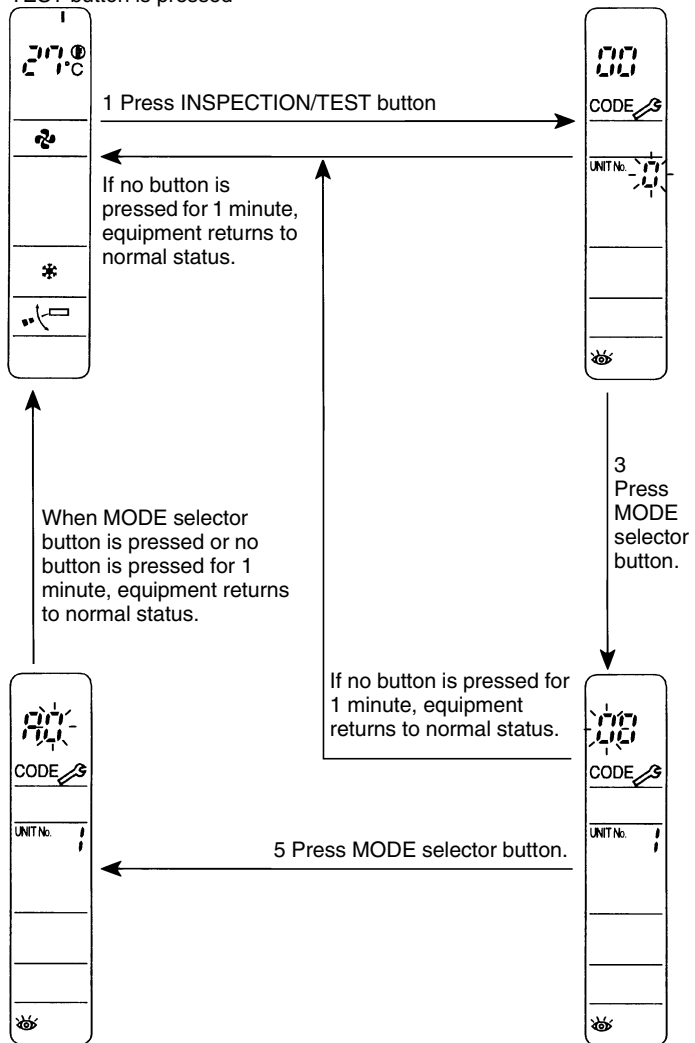 TEST button is pressed
27°C
00
CODE
1 Press INSPECTION/TEST button
UNIT No. 0
If no button is
pressed for 1 minute,
equipment returns to
normal status.
3
Press
MODE
selector
button.
When MODE selector
button is pressed or no
button is pressed for 1
minute, equipment returns
to normal status.
If no button is pressed for
1 minute, equipment
returns to normal status.
A0
CODE
UNIT No. 1
08
CODE
UNIT No. 1
5 Press MODE selector button.